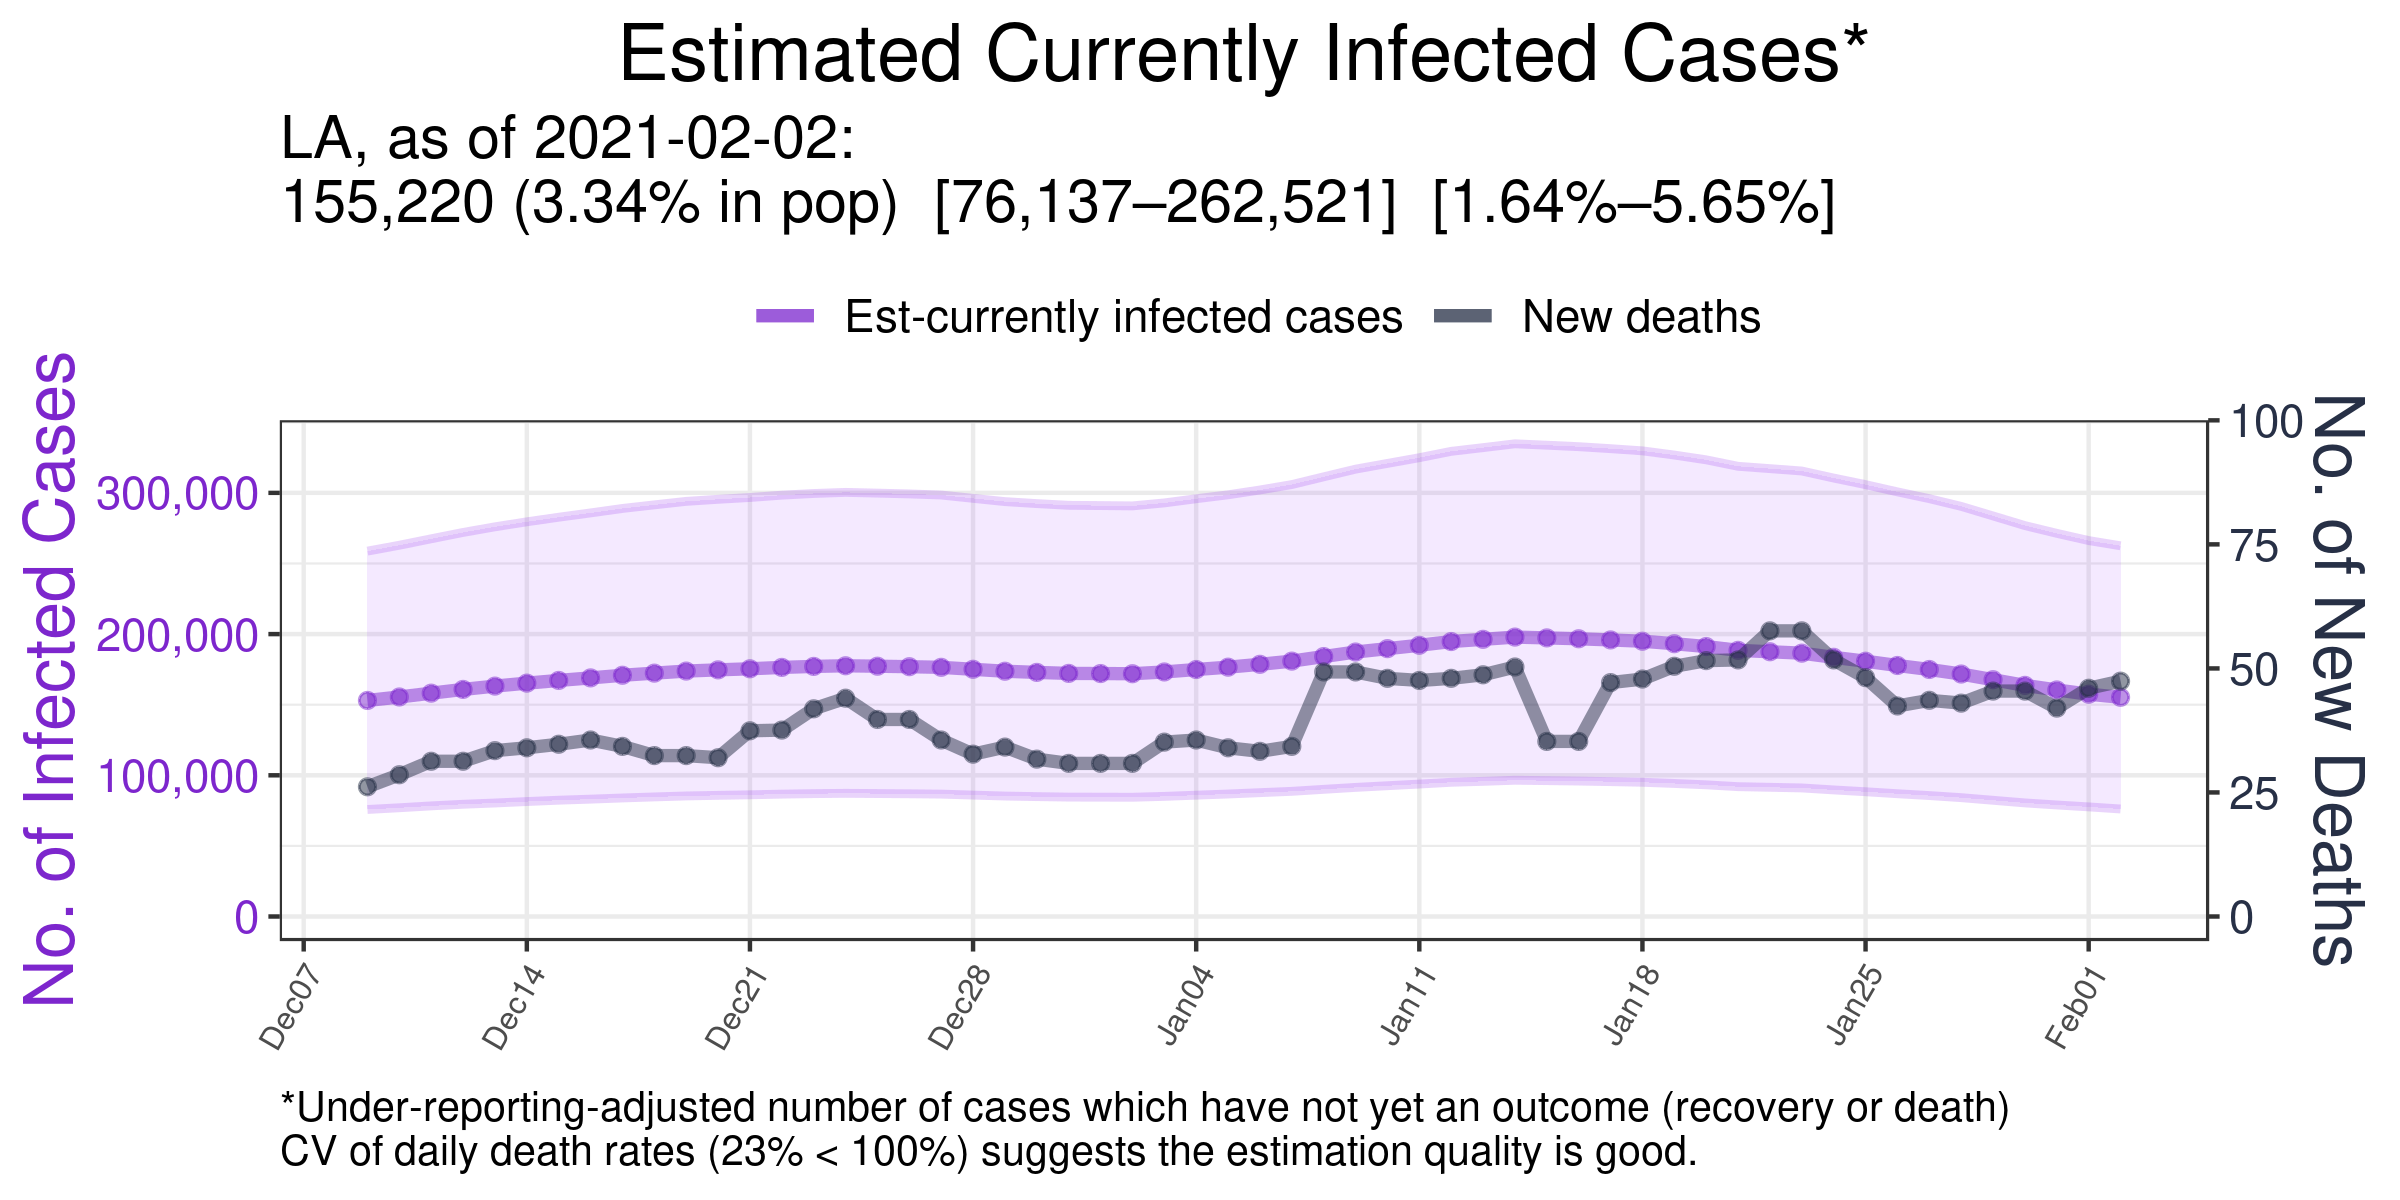 Estimated Currently Infected Cases*
LA, as of 2021-02-02:
155,220 (3.34% in pop)  [76,137–262,521]  [1.64%–5.65%]
Est-currently infected cases
New deaths
No. of Infected Cases
300,000
200,000
100,000
0
100
75
50
25
0
No. of New Deaths
Dec07
Dec14
Dec21
Dec28
Jan04
Jan11
Jan18
Jan25
Feb01
*Under-reporting-adjusted number of cases which have not yet an outcome (recovery or death)
CV of daily death rates (23% < 100%) suggests the estimation quality is good.